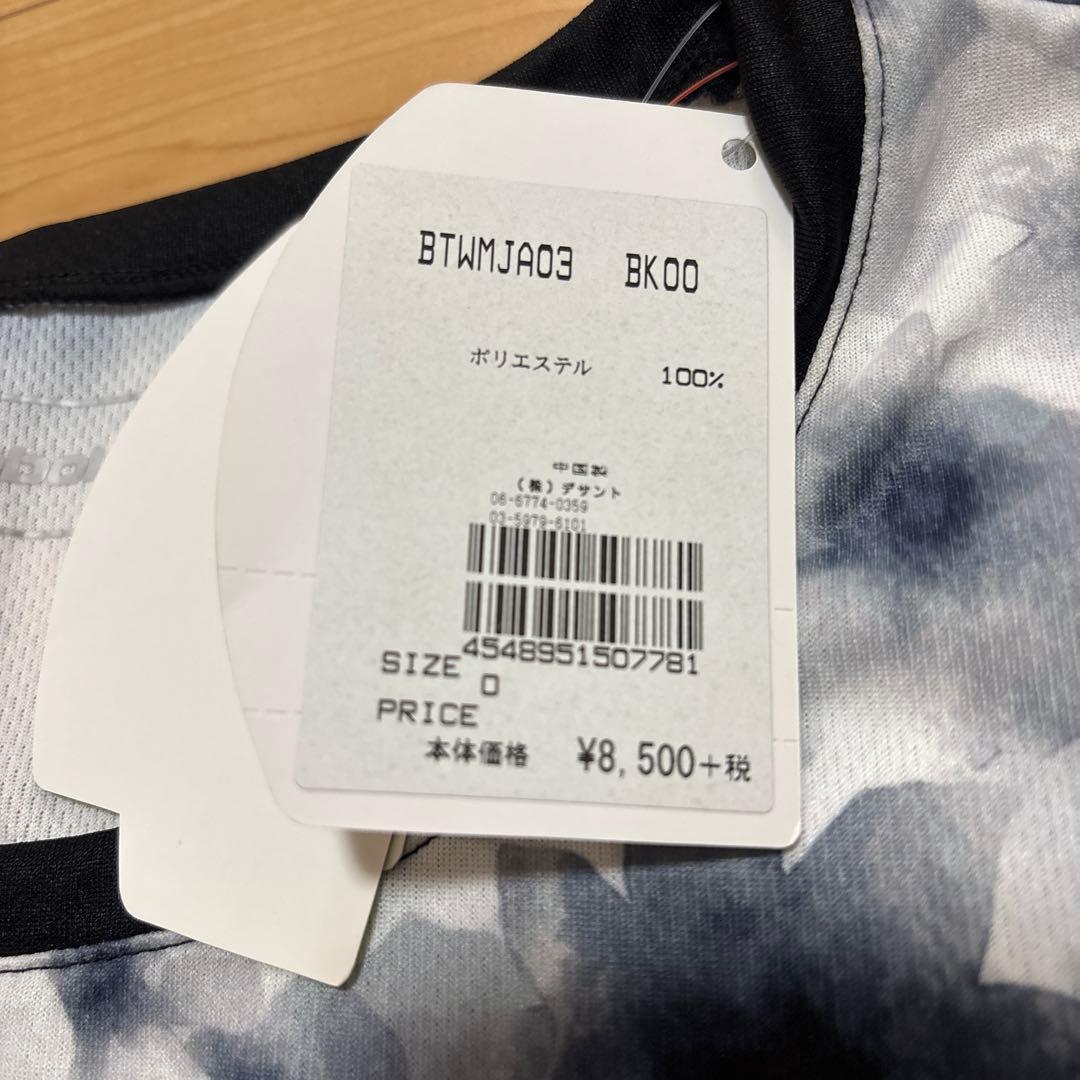 BTWMJA03 BK00
ポリエステル 100%
中国製
(株)デサント
06-6774-0359
03-5979-6101
4548951507781
SIZE
0
PRICE
本体価格 ¥8,500+税